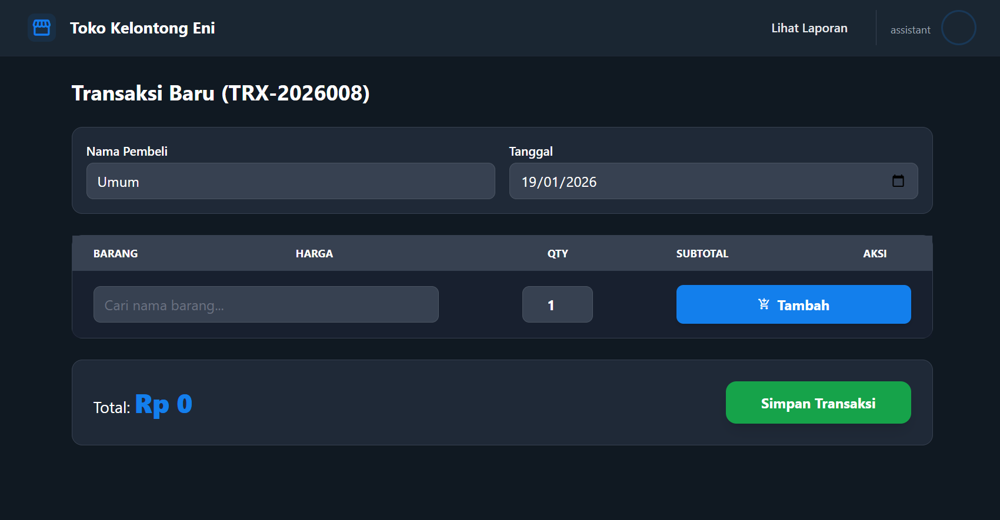 Toko Kelontong Eni
Lihat Laporan
assistant
Transaksi Baru (TRX-2026008)
Nama Pembeli
Tanggal
Umum
19/01/2026
BARANG HARGA QTY SUBTOTAL AKSI
Cari nama barang...
1
Tambah
Total: Rp 0
Simpan Transaksi